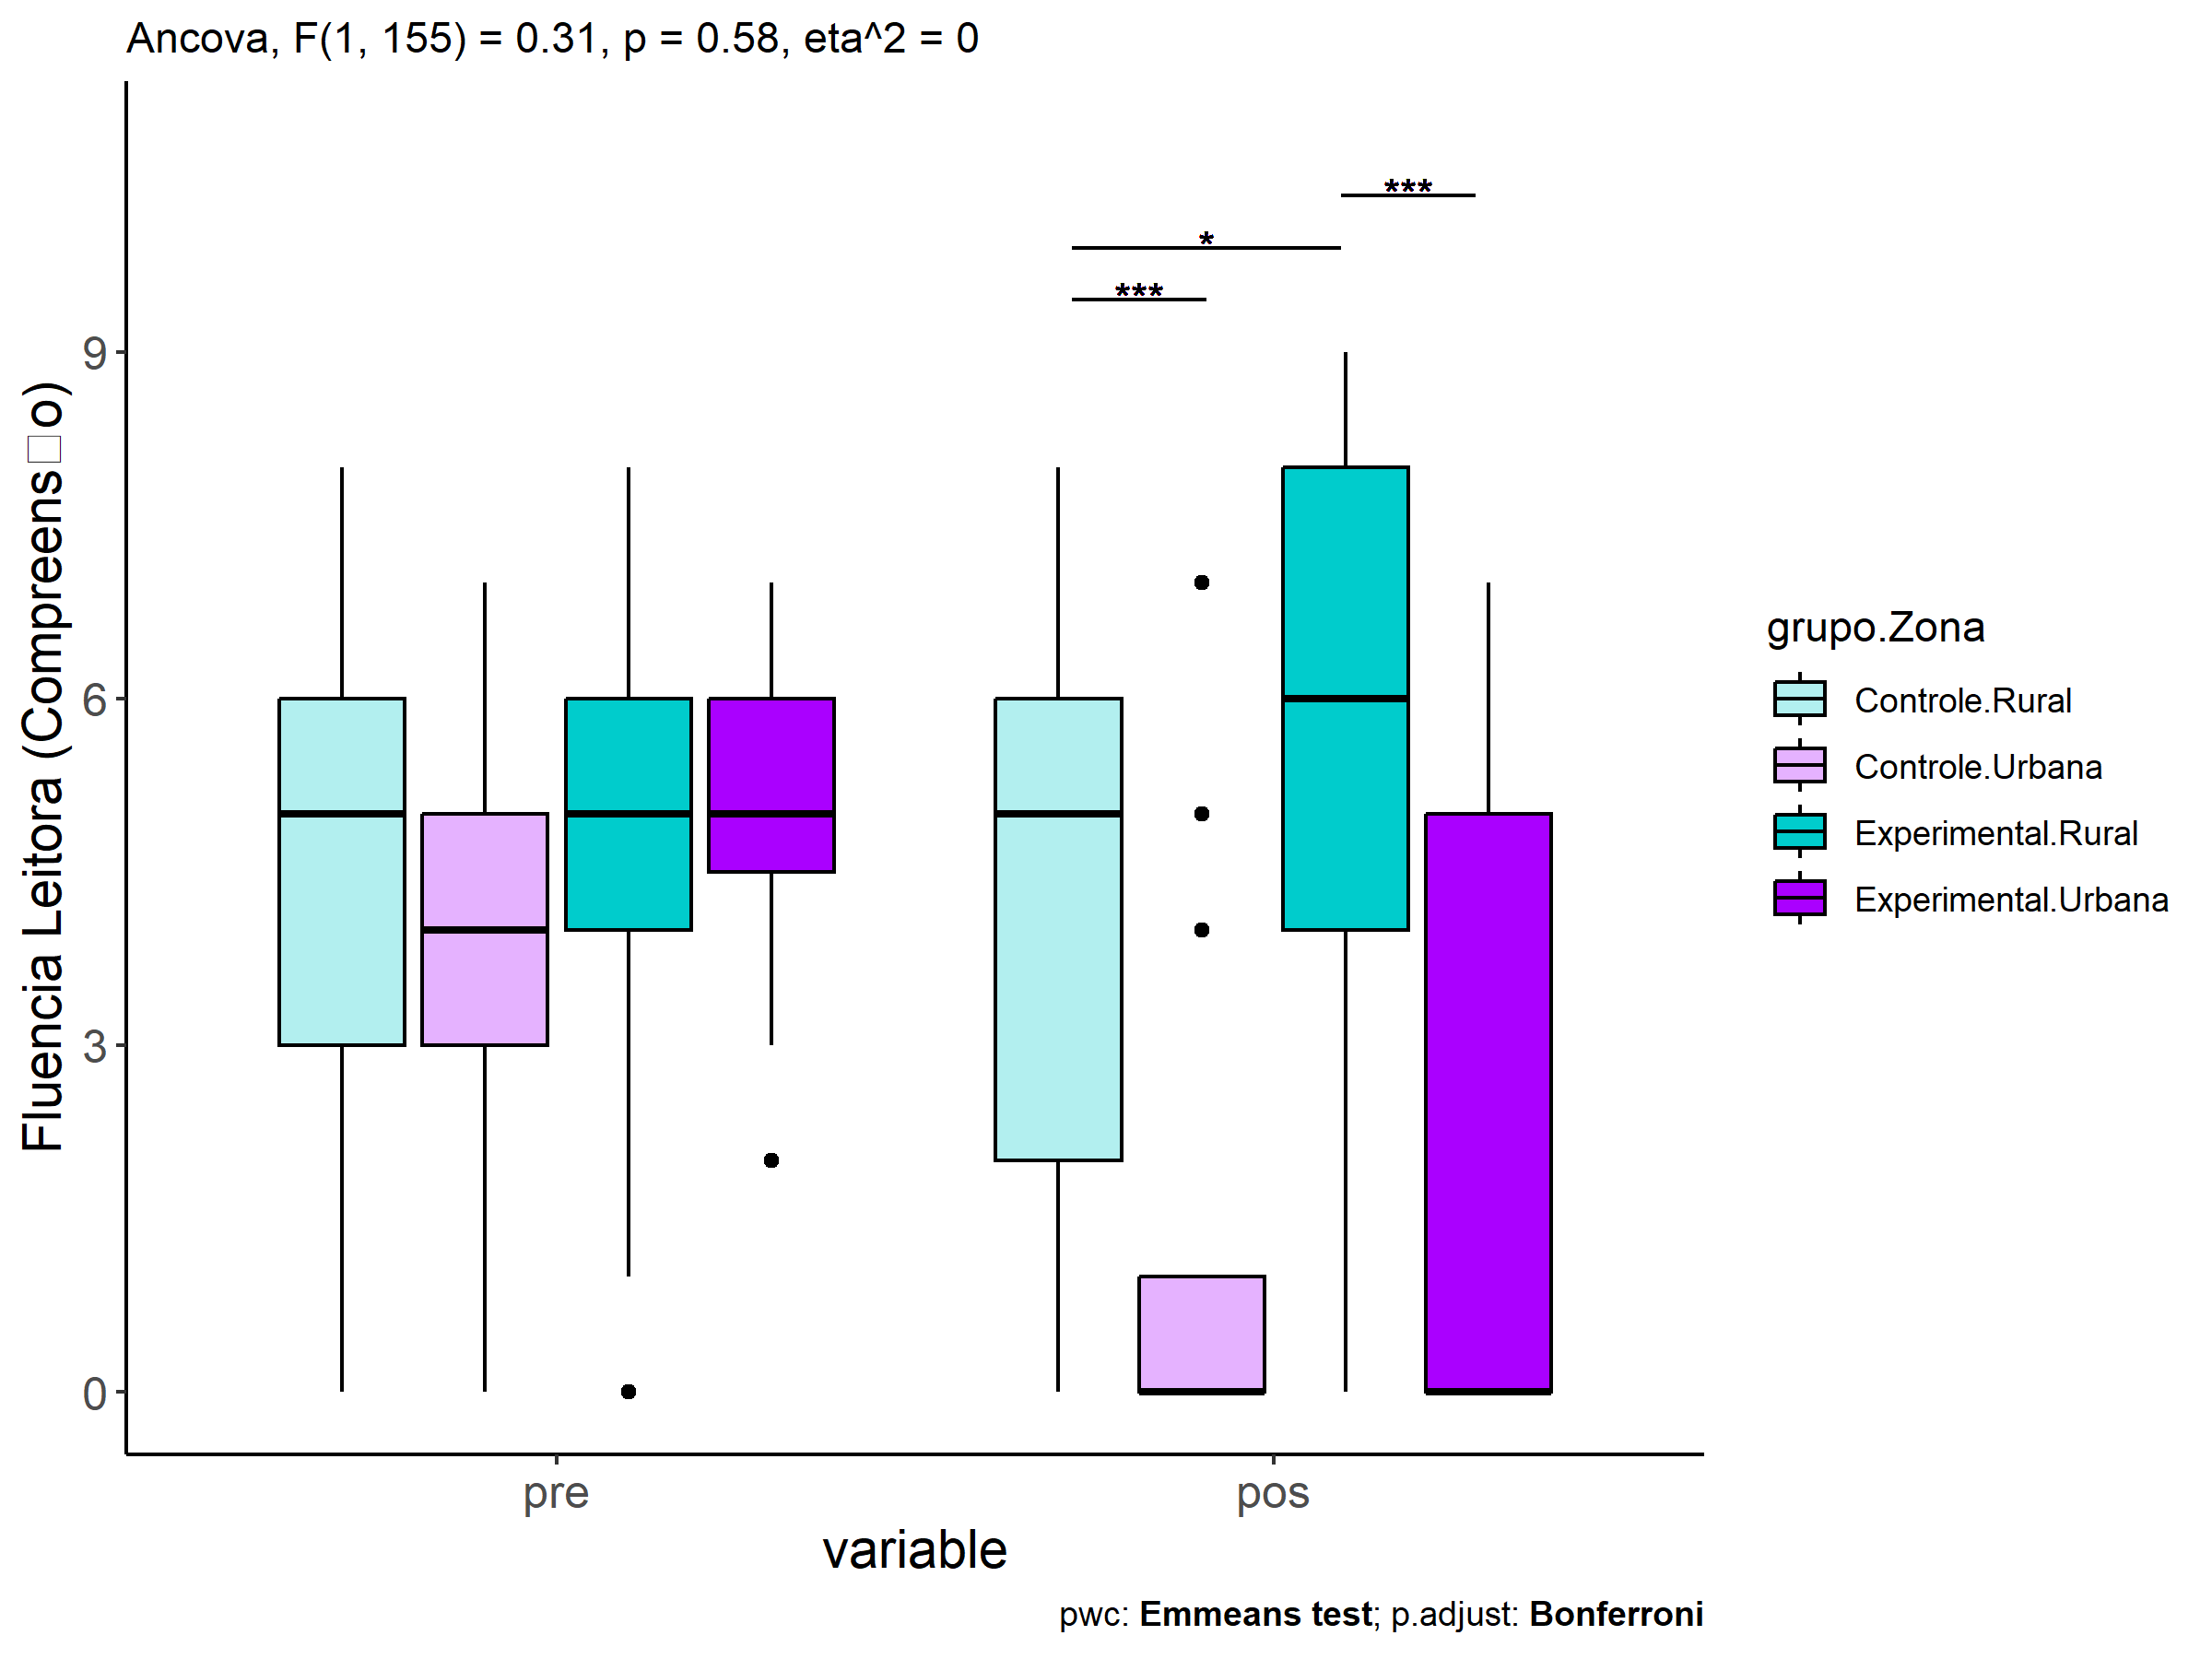 Ancova, F(1, 155) = 0.31, p = 0.58, eta^2 = 0
***
*
***
9
6
3
0
Fluencia Leitora (Compreens□o)
pre
pos
variable
grupo.Zona
Controle.Rural
Controle.Urbana
Experimental.Rural
Experimental.Urbana
pwc: Emmeans test; p.adjust: Bonferroni